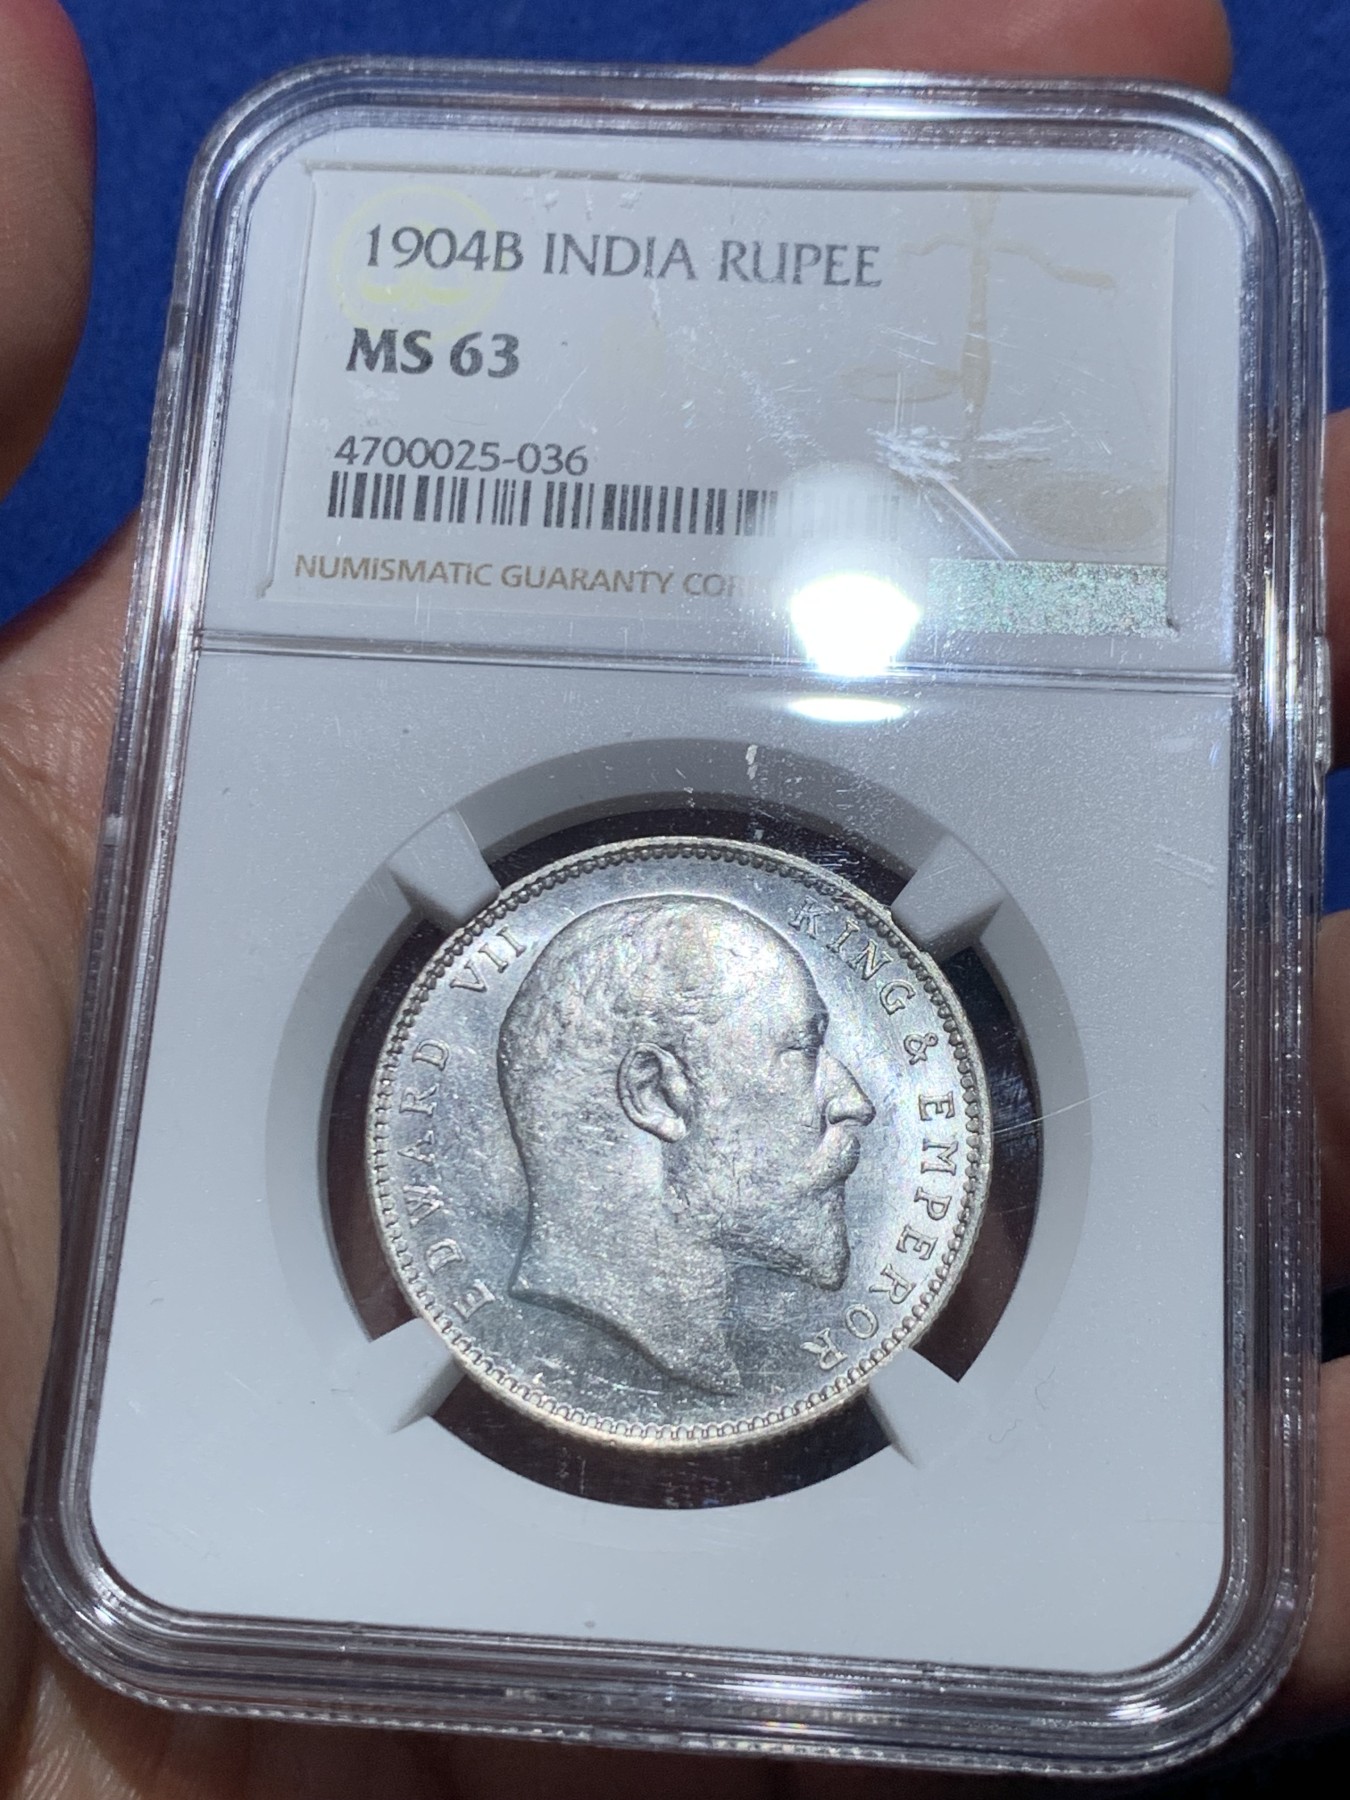 1904B INDIA RUPEE
MS 63
4700025-036
NUMISMATIC GUARANTY
EDWARD VII KING & EMPEROR